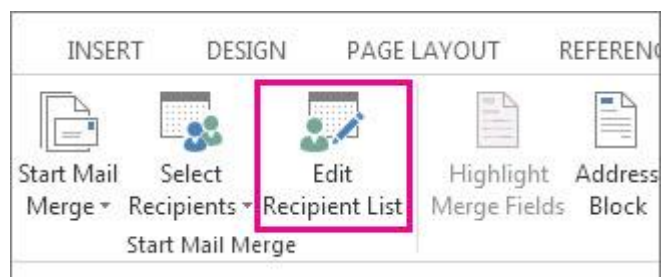 INSERT DESIGN PAGE LAYOUT
Start Mail Merge
Select Recipients
Edit Recipient List
Highlight Merge Fields
Address Block
Start Mail Merge